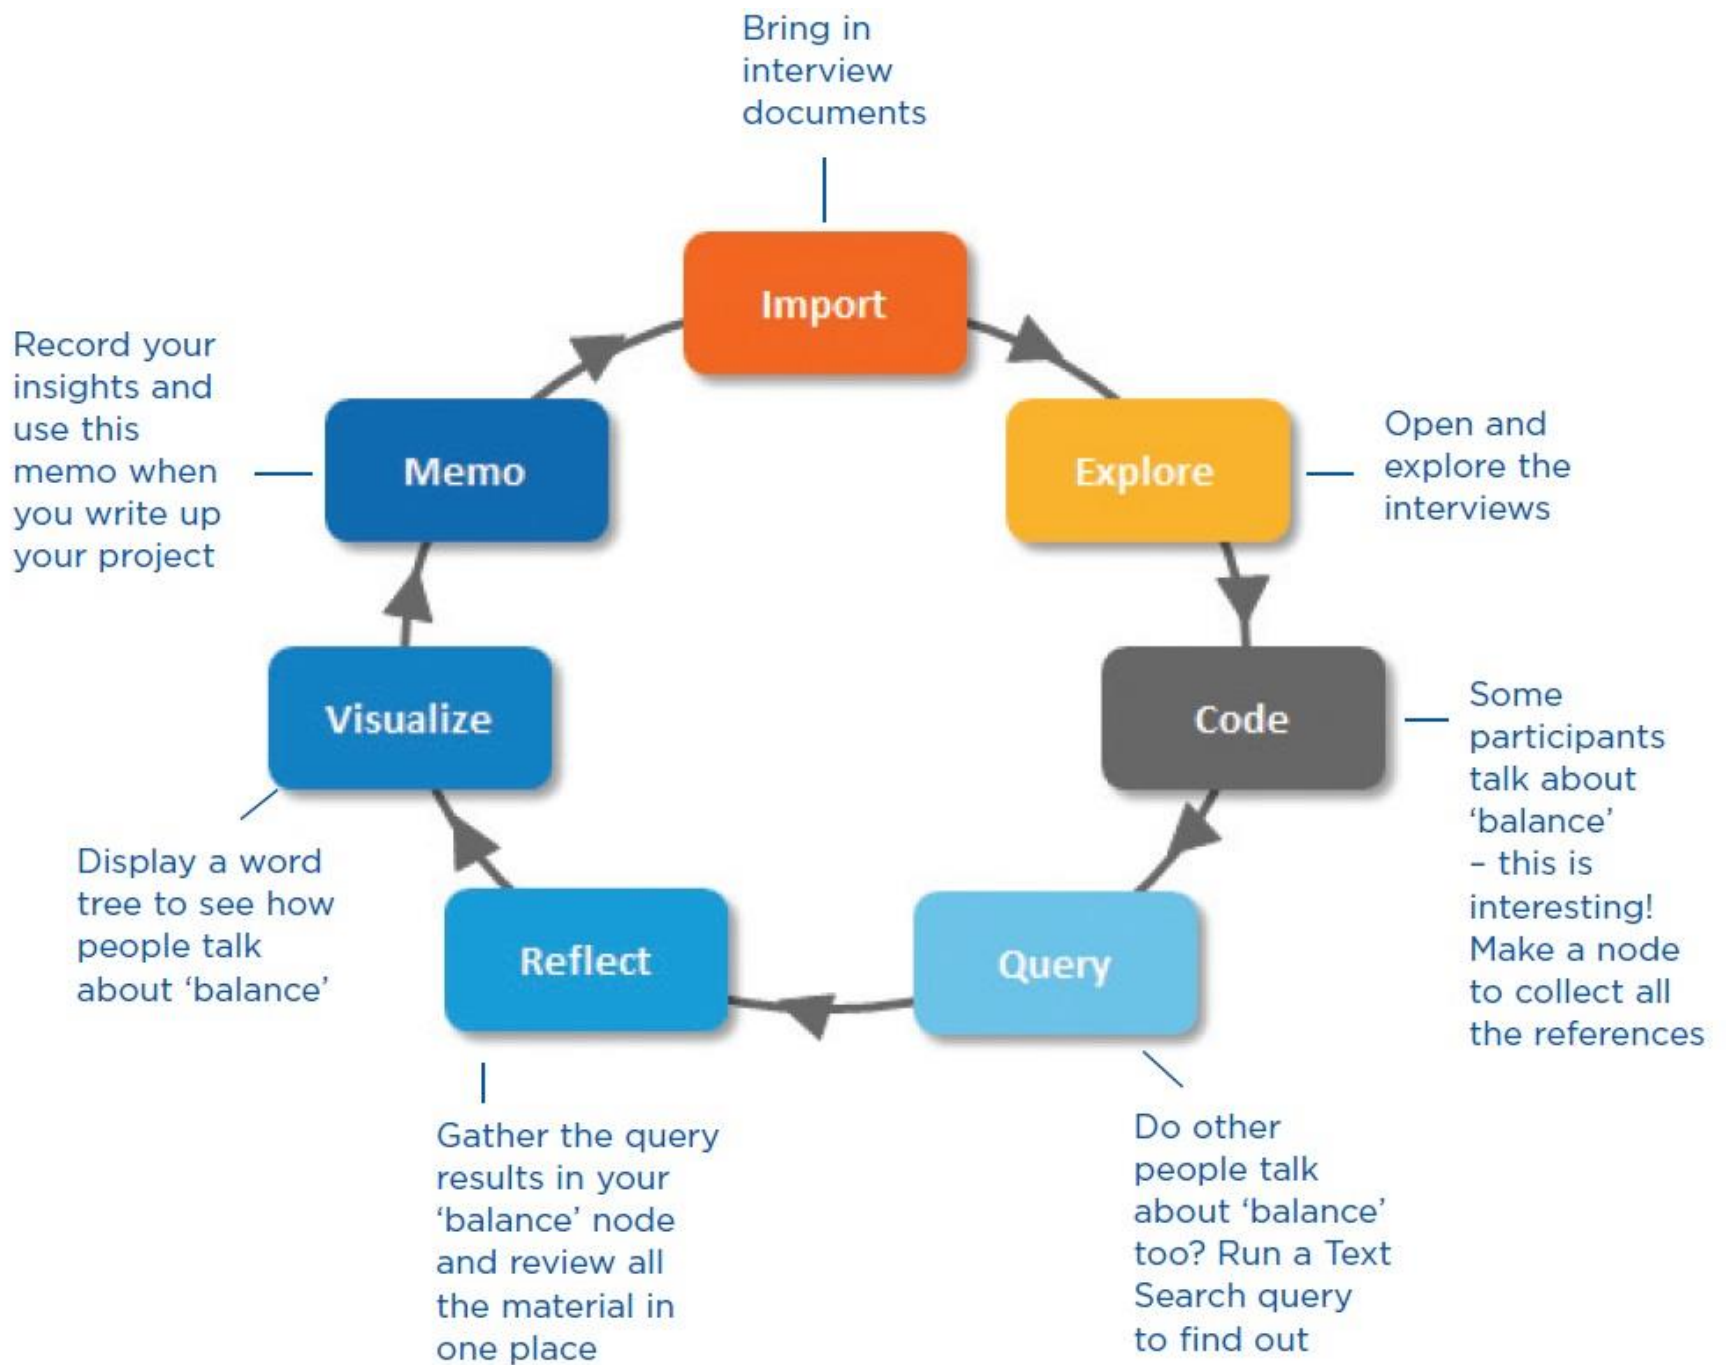 Bring in
interview
documents
Import
Explore
Open and
explore the
interviews
Code
Some
participants
talk about
‘balance’
– this is
interesting!
Make a node
to collect all
the references
Query
Do other
people talk
about ‘balance’
too? Run a Text
Search query
to find out
Reflect
Gather the query
results in your
‘balance’ node
and review all
the material in
one place
Visualize
Display a word
tree to see how
people talk
about ‘balance’
Memo
Record your
insights and
use this
memo when
you write up
your project